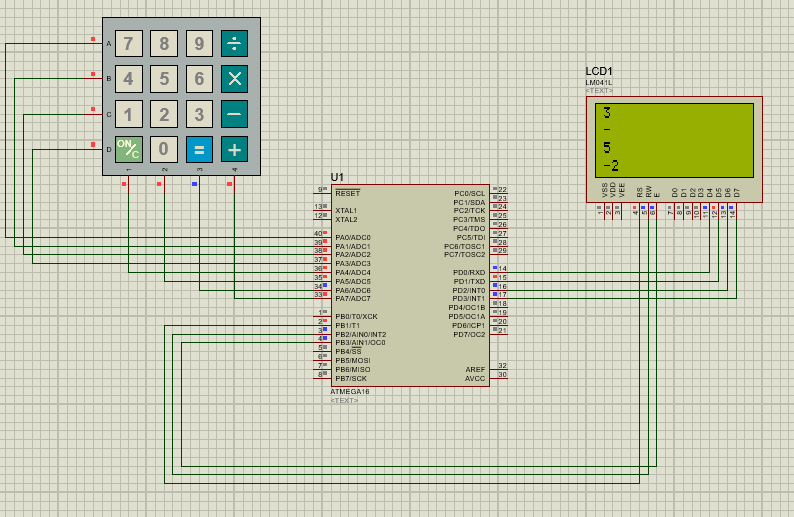 A 7 8 9 ÷
B 4 5 6 ×
C 1 2 3 −
D ON/C 0 = +
1 2 3 4
LCD1
LM041L
<TEXT>
3
-
5
-2
VSS VDD VEE RS RW E D0 D1 D2 D3 D4 D5 D6 D7
1 2 3 4 5 6 7 8 9 10 11 12 13 14
U1
9 RESET PC0/SCL 22
PC1/SDA 23
13 XTAL1 PC2/TCK 24
12 XTAL2 PC3/TMS 25
PC4/TDO 26
40 PA0/ADC0 PC5/TDI 27
39 PA1/ADC1 PC6/TOSC1 28
38 PA2/ADC2 PC7/TOSC2 29
37 PA3/ADC3
36 PA4/ADC4 PD0/RXD 14
35 PA5/ADC5 PD1/TXD 15
34 PA6/ADC6 PD2/INT0 16
33 PA7/ADC7 PD3/INT1 17
PD4/OC1B 18
1 PB0/T0/XCK PD5/OC1A 19
2 PB1/T1 PD6/ICP1 20
3 PB2/AIN0/INT2 PD7/OC2 21
4 PB3/AIN1/OC0
5 PB4/SS
6 PB5/MOSI
7 PB6/MISO AREF 32
8 PB7/SCK AVCC 30
ATMEGA16
<TEXT>